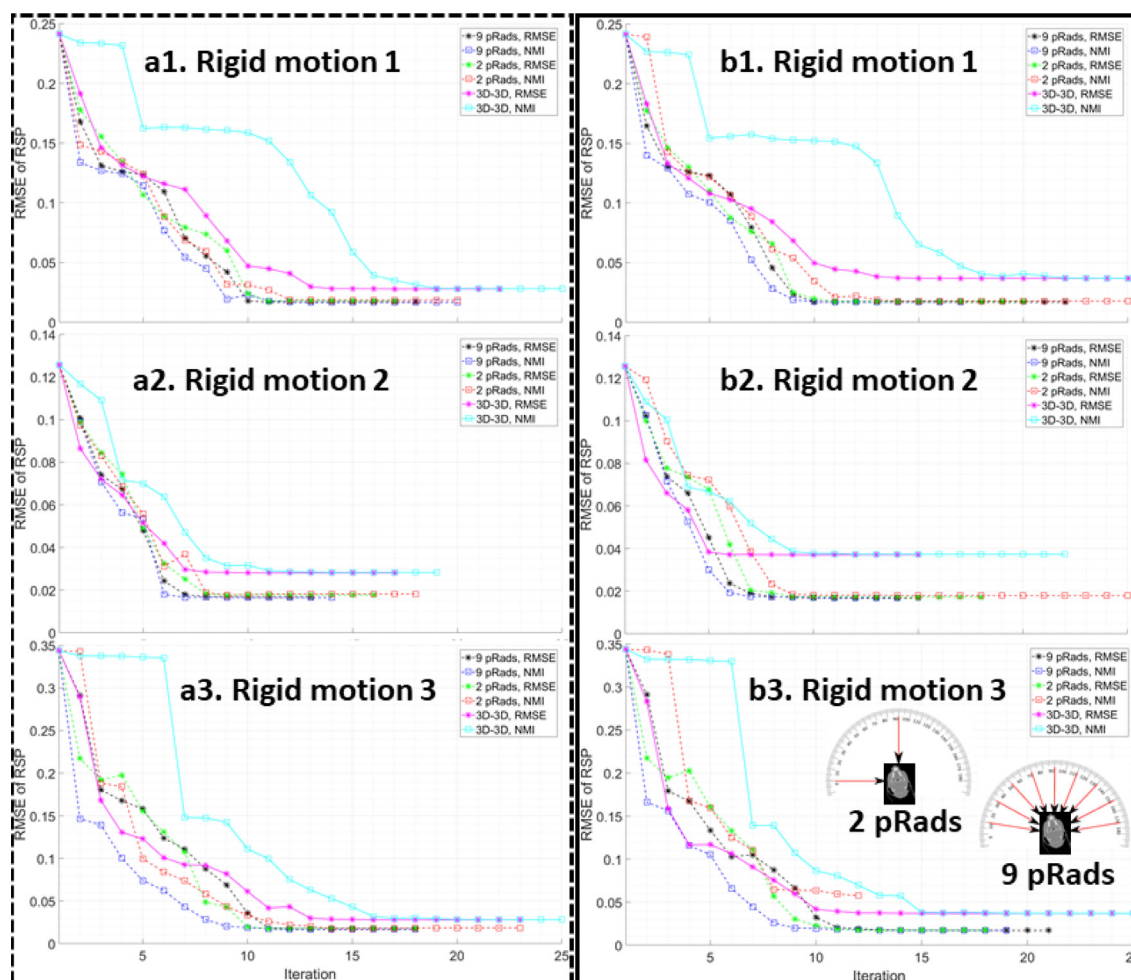 a1. Rigid motion 1
RMSE of RSP
0.25
0.2
0.15
0.1
0.05
0
9 pRads, RMSE
9 pRads, NMI
2 pRads, RMSE
2 pRads, NMI
3D-3D, RMSE
3D-3D, NMI
b1. Rigid motion 1
RMSE of RSP
0.25
0.2
0.15
0.1
0.05
0
9 pRads, RMSE
9 pRads, NMI
2 pRads, RMSE
2 pRads, NMI
3D-3D, RMSE
3D-3D, NMI
a2. Rigid motion 2
RMSE of RSP
0.14
0.12
0.1
0.08
0.06
0.04
0.02
0
9 pRads, RMSE
9 pRads, NMI
2 pRads, RMSE
2 pRads, NMI
3D-3D, RMSE
3D-3D, NMI
b2. Rigid motion 2
RMSE of RSP
0.14
0.12
0.1
0.08
0.06
0.04
0.02
0
9 pRads, RMSE
9 pRads, NMI
2 pRads, RMSE
2 pRads, NMI
3D-3D, RMSE
3D-3D, NMI
a3. Rigid motion 3
RMSE of RSP
0.35
0.3
0.25
0.2
0.15
0.1
0.05
0
9 pRads, RMSE
9 pRads, NMI
2 pRads, RMSE
2 pRads, NMI
3D-3D, RMSE
3D-3D, NMI
5 10 15 20 25
Iteration
b3. Rigid motion 3
RMSE of RSP
0.35
0.3
0.25
0.2
0.15
0.1
0.05
0
9 pRads, RMSE
9 pRads, NMI
2 pRads, RMSE
2 pRads, NMI
3D-3D, RMSE
3D-3D, NMI
2 pRads
9 pRads
5 10 15 20
Iteration